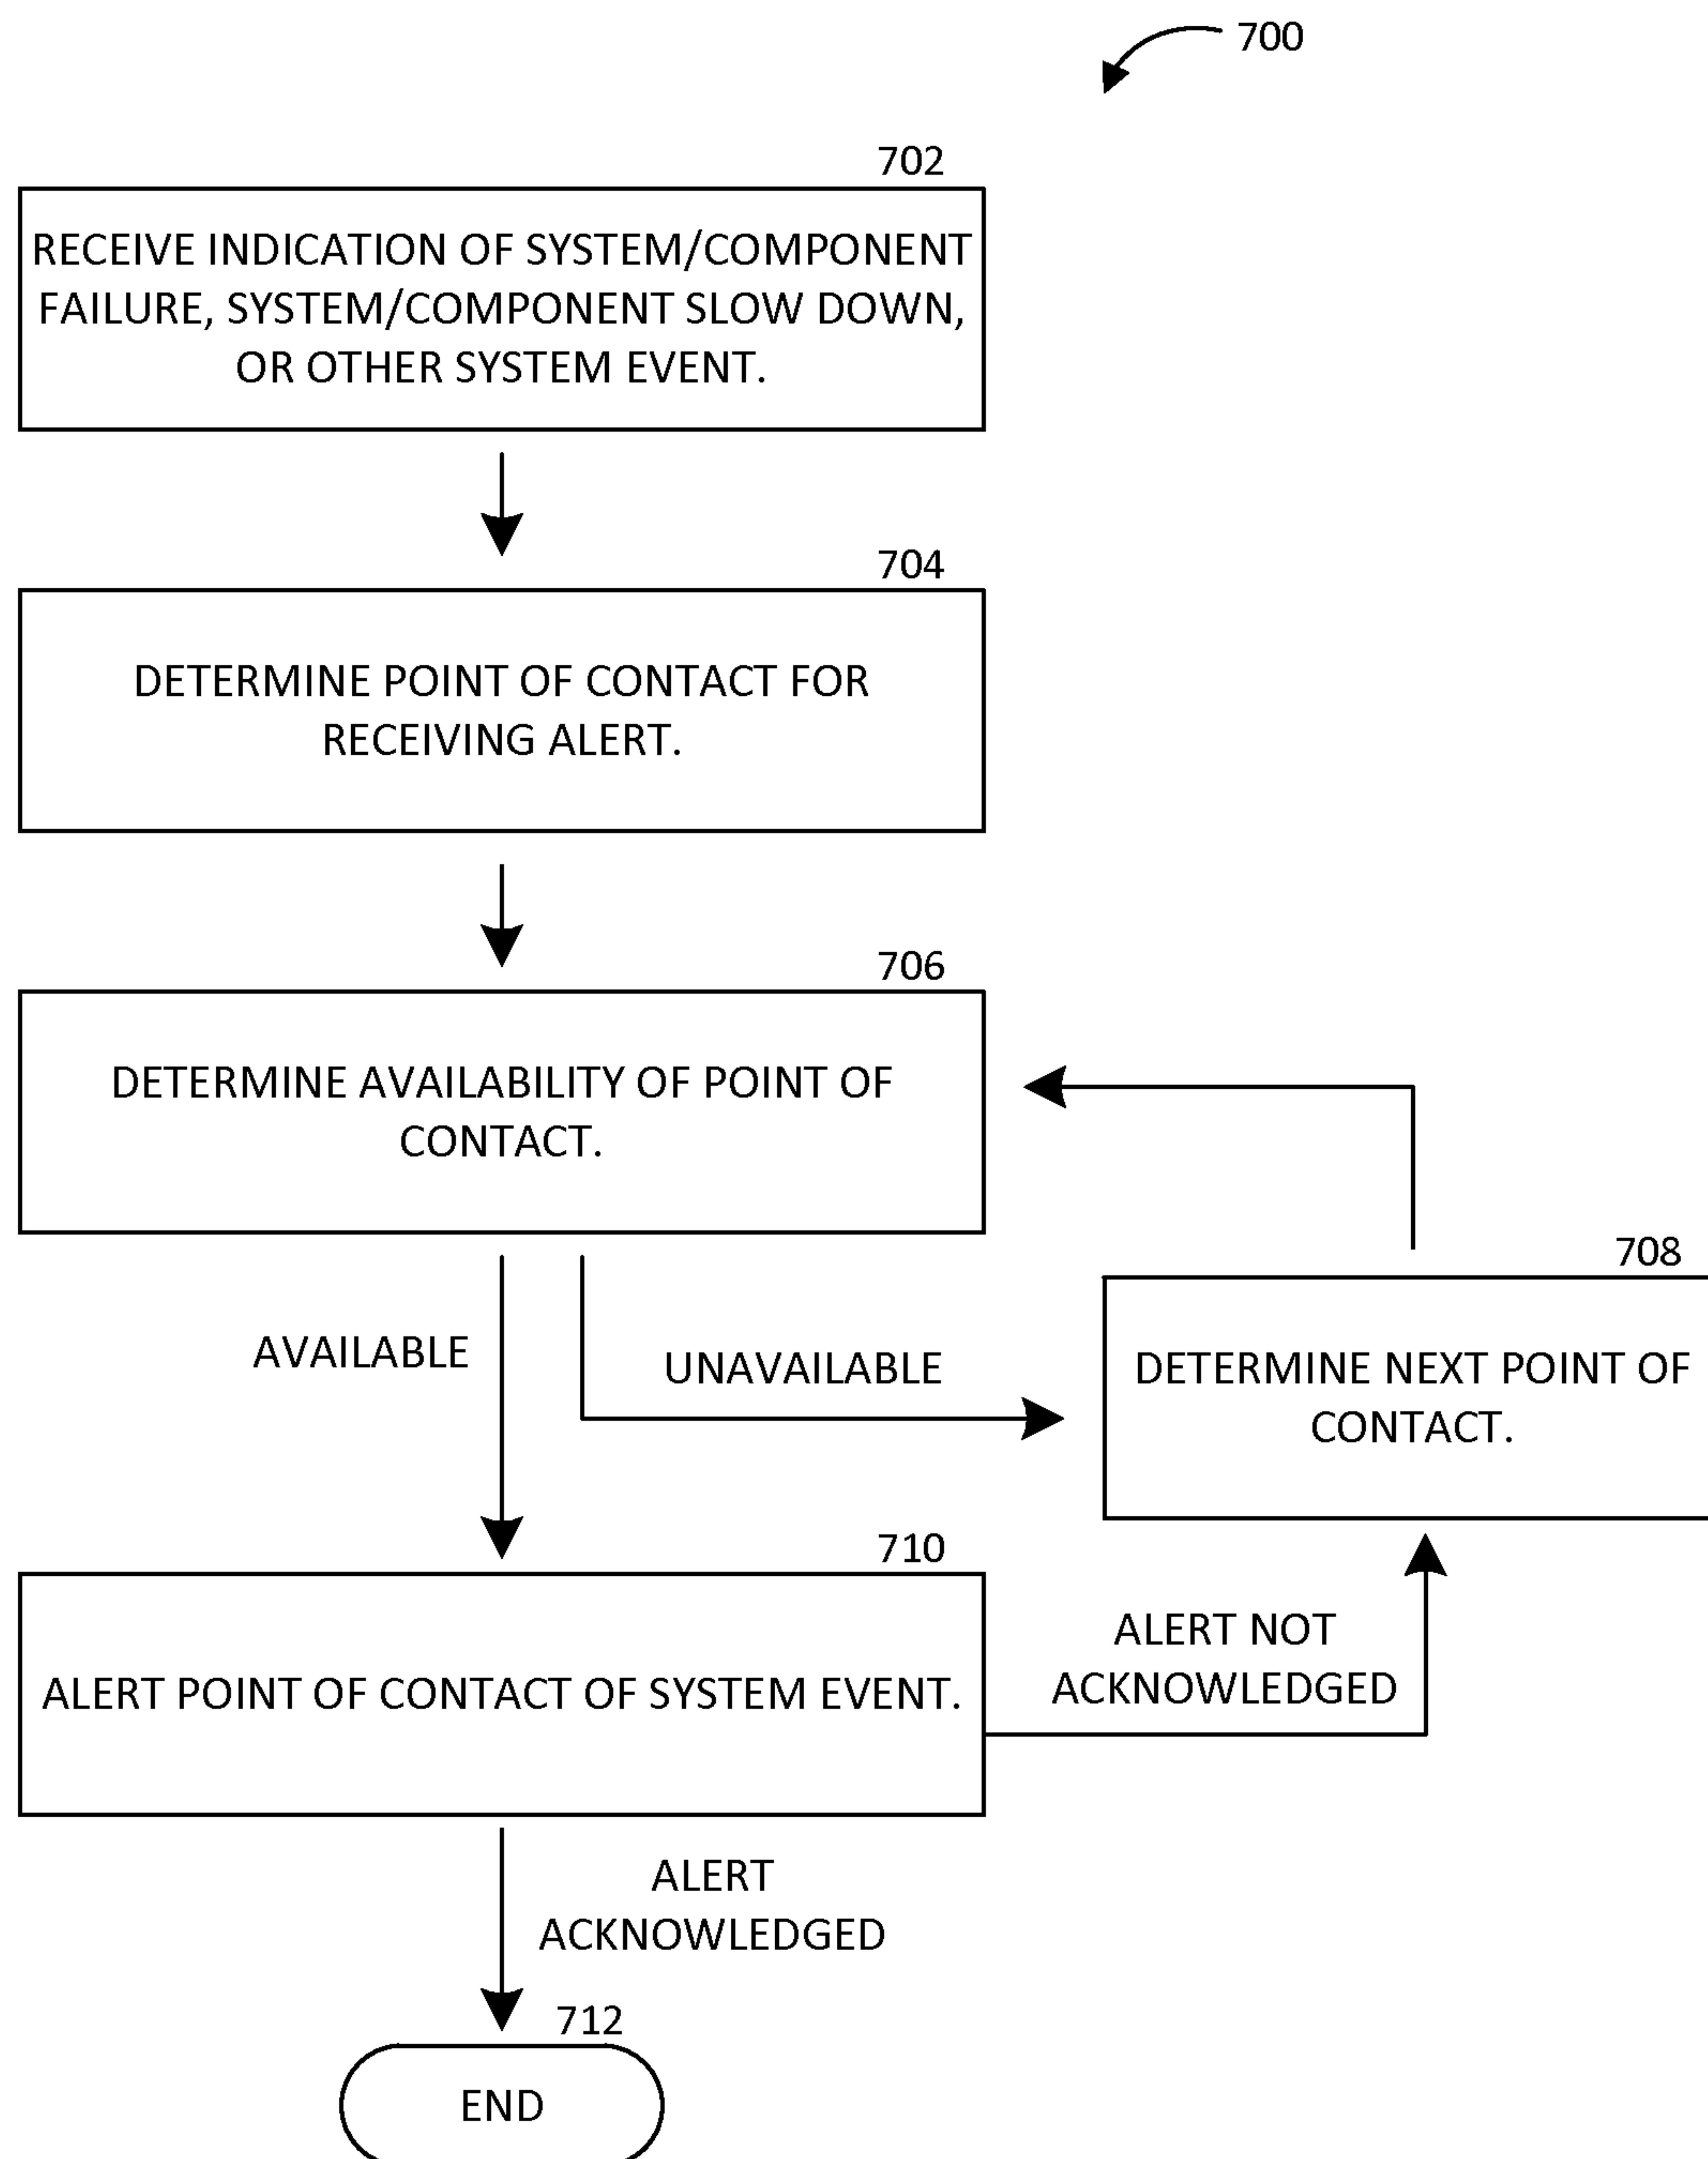 700
702
RECEIVE INDICATION OF SYSTEM/COMPONENT
FAILURE, SYSTEM/COMPONENT SLOW DOWN,
OR OTHER SYSTEM EVENT.
704
DETERMINE POINT OF CONTACT FOR
RECEIVING ALERT.
706
DETERMINE AVAILABILITY OF POINT OF
CONTACT.
AVAILABLE
UNAVAILABLE
708
DETERMINE NEXT POINT OF
CONTACT.
710
ALERT POINT OF CONTACT OF SYSTEM EVENT.
ALERT NOT
ACKNOWLEDGED
ALERT
ACKNOWLEDGED
712
END